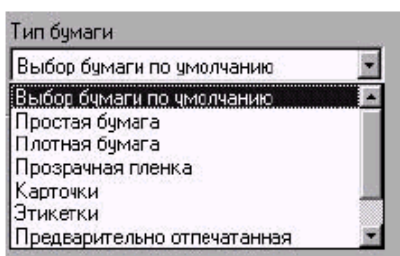 Тип бумаги
Выбор бумаги по умолчанию
Выбор бумаги по умолчанию
Простая бумага
Плотная бумага
Прозрачная пленка
Карточки
Этикетки
Предварительно отпечатанная